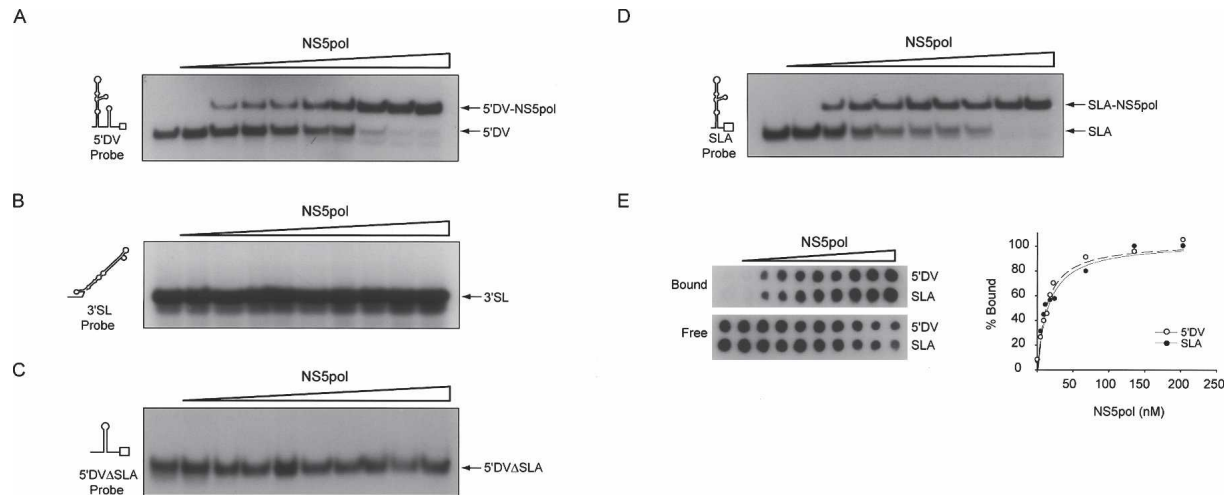 A
NS5pol
5'DV
Probe
5'DV-NS5pol
5'DV
B
NS5pol
3'SL
Probe
3'SL
C
NS5pol
5'DVΔSLA
Probe
5'DVΔSLA
D
NS5pol
SLA
Probe
SLA-NS5pol
SLA
E
NS5pol
Bound
5'DV
SLA
Free
5'DV
SLA
% Bound
100
80
60
40
20
0
5'DV
SLA
50 100 150 200 250
NS5pol (nM)